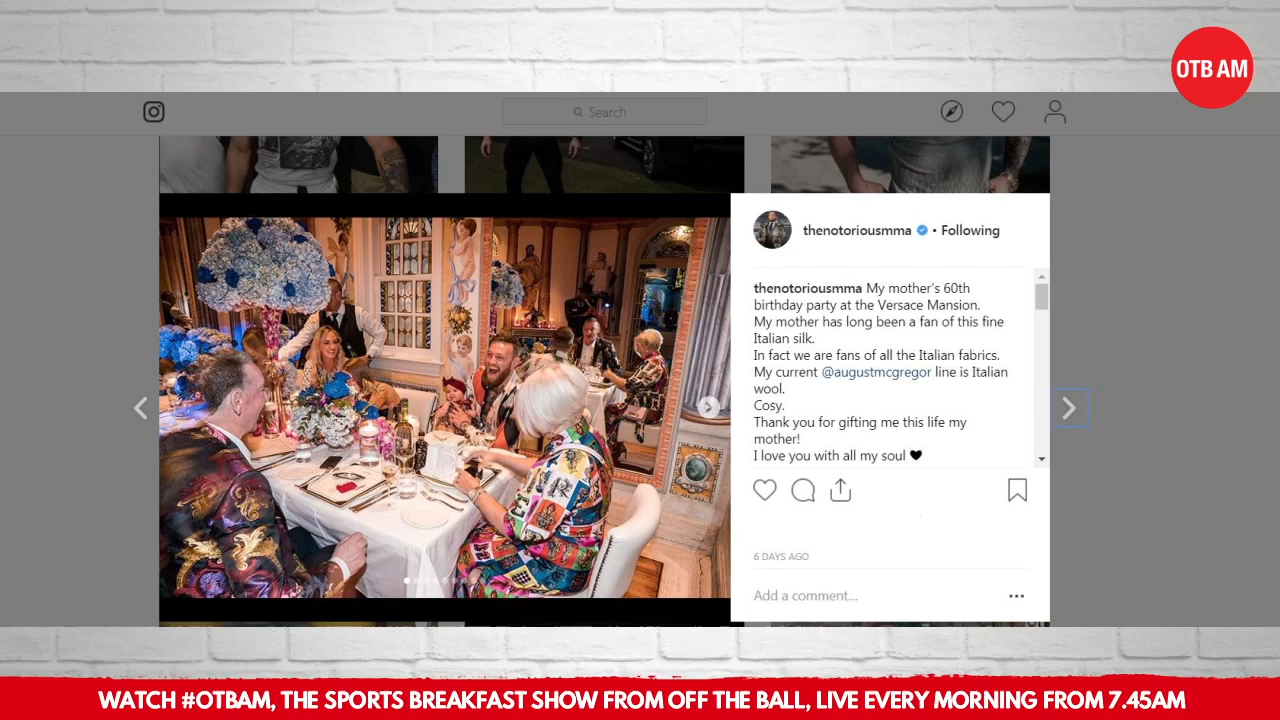 OTB AM
Search
thenotoriousmma • Following
thenotoriousmma My mother's 60th
birthday party at the Versace Mansion.
My mother has long been a fan of this fine
Italian silk.
In fact we are fans of all the Italian fabrics.
My current @augustmcgregor line is Italian
wool.
Cosy.
Thank you for gifting me this life my
mother!
I love you with all my soul 🖤
6 DAYS AGO
Add a comment...
WATCH #OTBAM, THE SPORTS BREAKFAST SHOW FROM OFF THE BALL, LIVE EVERY MORNING FROM 7.45AM